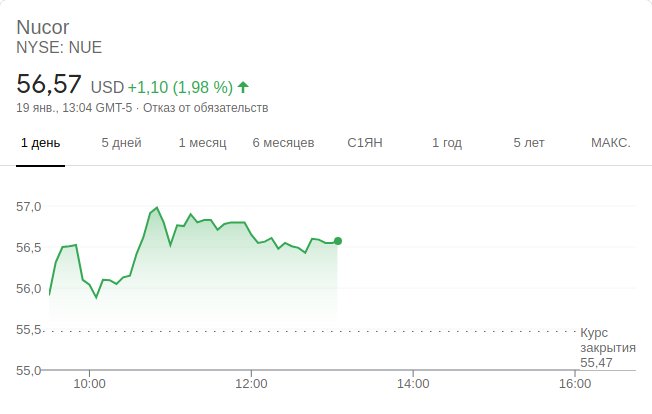 Nucor
NYSE: NUE
56,57 USD +1,10 (1,98 %)
19 янв., 13:04 GMT-5 · Отказ от обязательств
1 день 5 дней 1 месяц 6 месяцев С1ЯН 1 год 5 лет МАКС.
57,0
56,5
56,0
55,5
Курс
закрытия
55,47
55,0
10:00 12:00 14:00 16:00